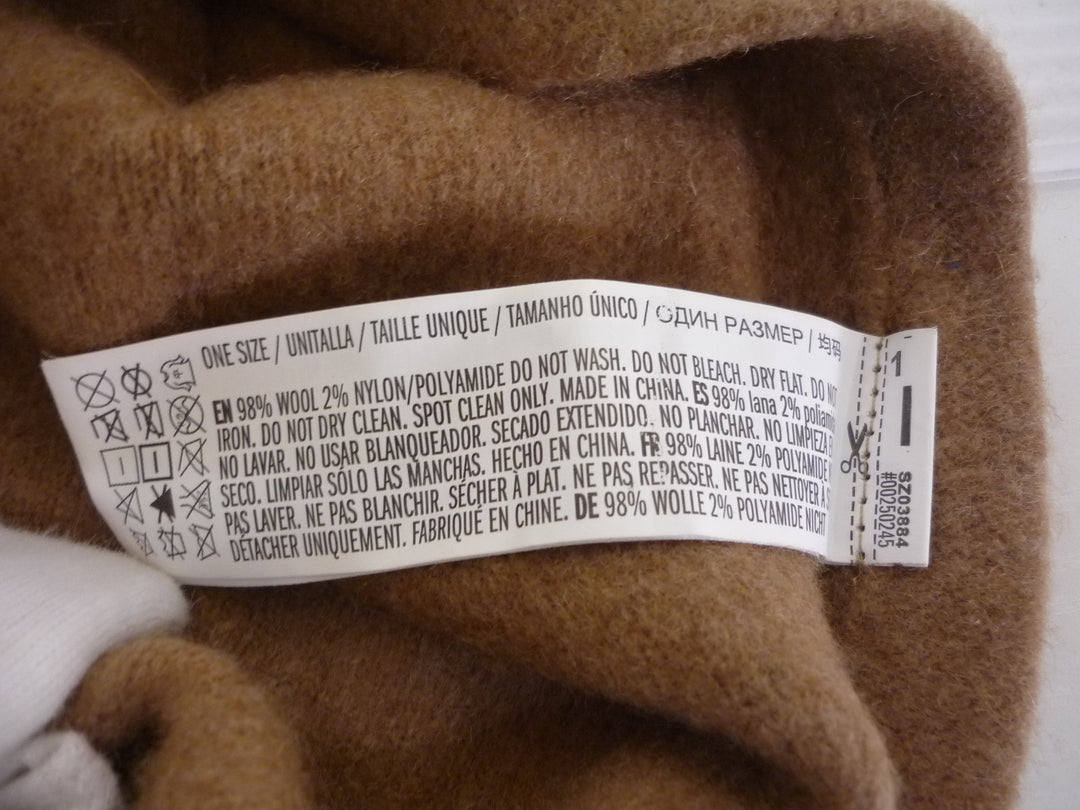 ONE SIZE / UNITALLA / TAILLE UNIQUE / TAMANHO ÚNICO / ОДИН РАЗМЕР / 均码
EN 98% WOOL 2% NYLON/POLYAMIDE DO NOT WASH. DO NOT BLEACH. DRY FLAT. DO NOT
IRON. DO NOT DRY CLEAN. SPOT CLEAN ONLY. MADE IN CHINA. ES 98% lana 2% poliami
NO LAVAR. NO USAR BLANQUEADOR. SECADO EXTENDIDO. NO PLANCHAR. NO LIMPIEZA
SECO. LIMPIAR SÓLO LAS MANCHAS. HECHO EN CHINA. FR 98% LAINE 2% POLYAMIDE
PAS LAVER. NE PAS BLANCHIR. SÉCHER À PLAT. NE PAS REPASSER. NE PAS NETTOYER À
DÉTACHER UNIQUEMENT. FABRIQUÉ EN CHINE. DE 98% WOLLE 2% POLYAMIDE NICHT
1
SZ03884
#00250245